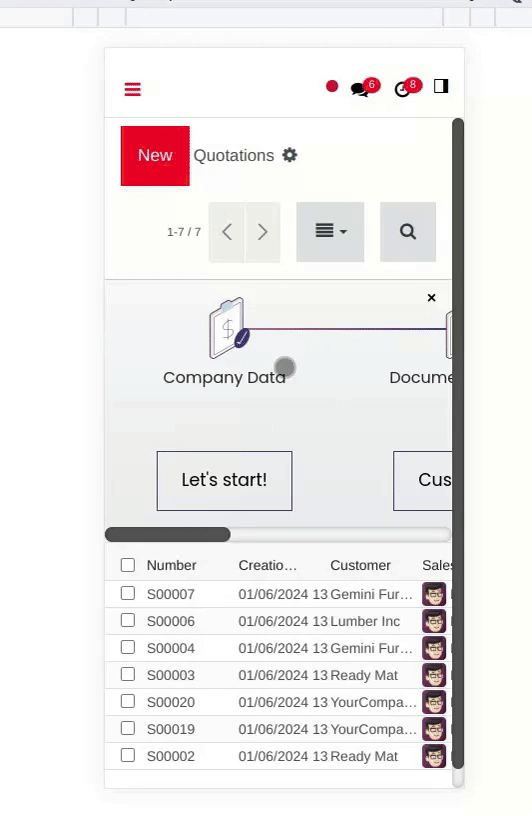 6 8
New Quotations
1-7 / 7
×
$
Company Data Docume
Let's start! Cus
Number Creatio… Customer Sales
S00007 01/06/2024 13 Gemini Fur…
S00006 01/06/2024 13 Lumber Inc
S00004 01/06/2024 13 Gemini Fur…
S00003 01/06/2024 13 Ready Mat
S00020 01/06/2024 13 YourCompa…
S00019 01/06/2024 13 YourCompa…
S00002 01/06/2024 13 Ready Mat